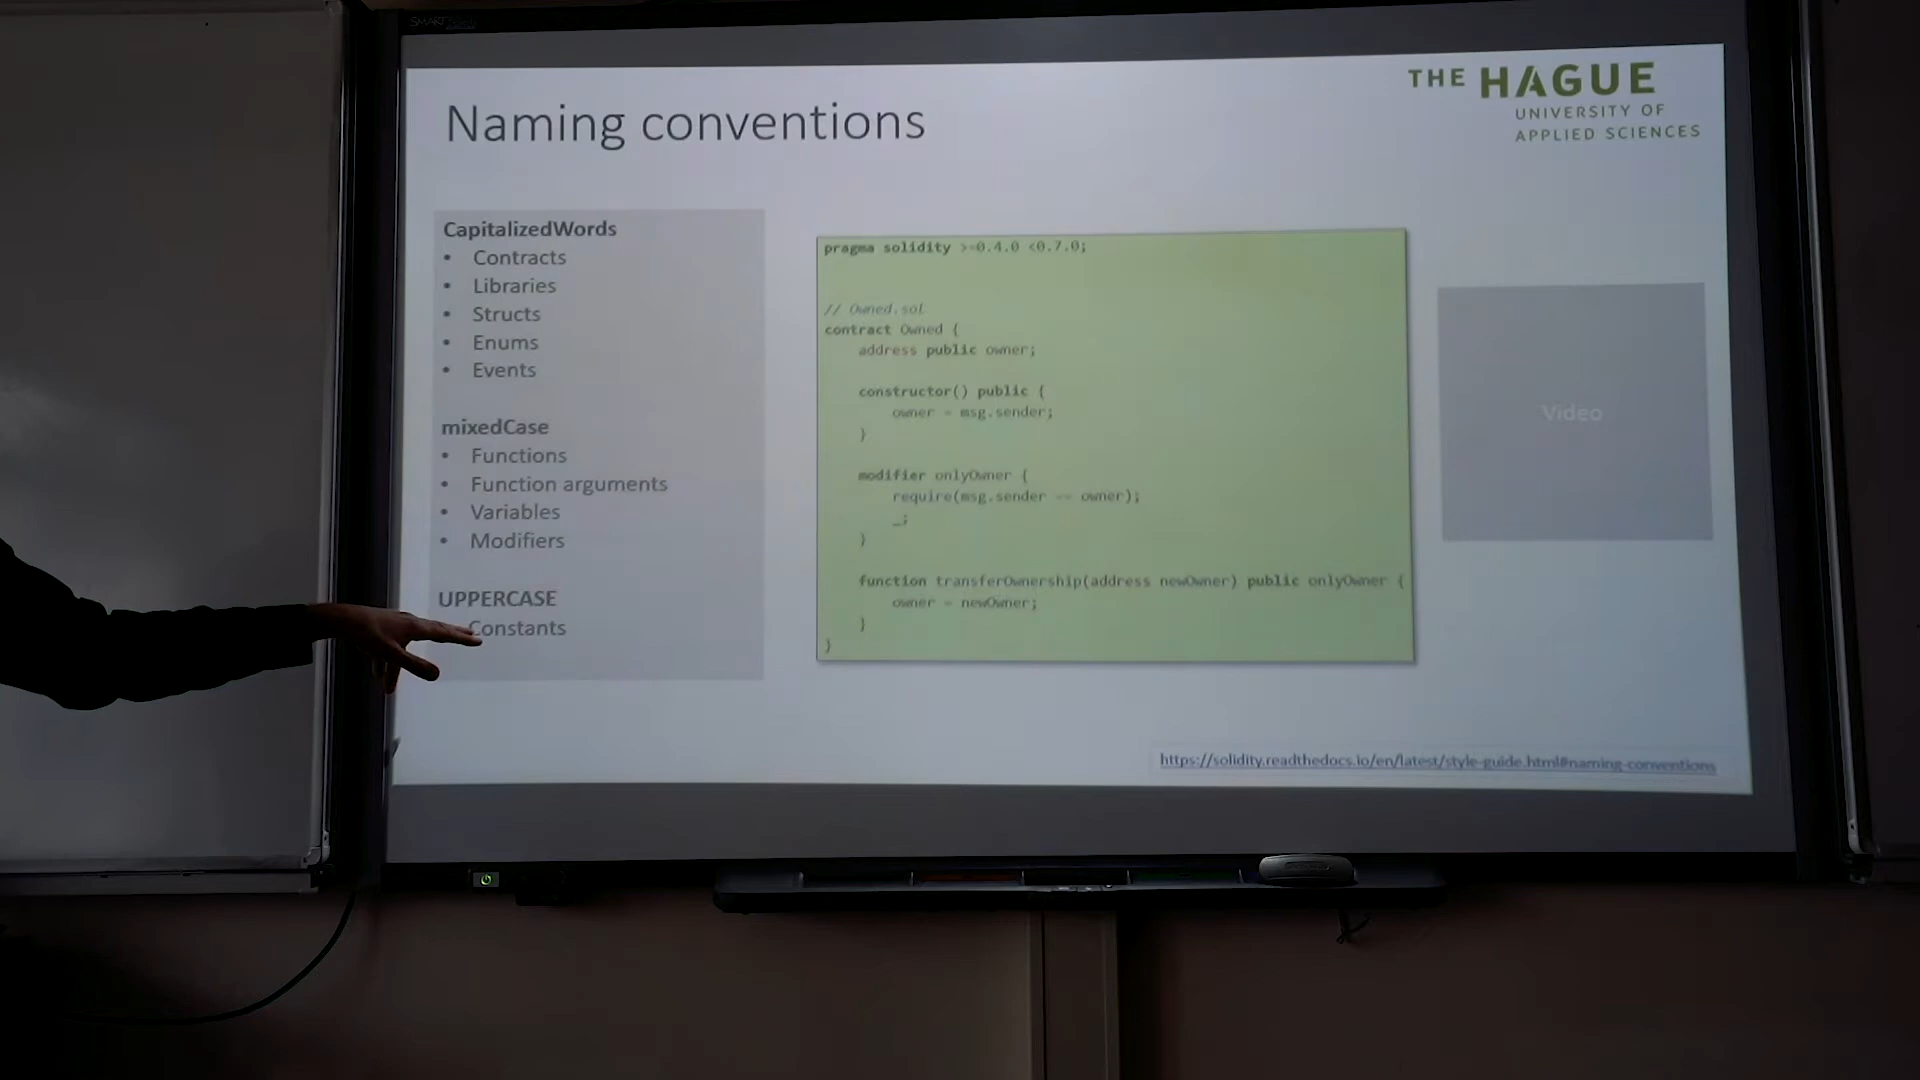 SMART
Naming conventions
THE HAGUE
UNIVERSITY OF
APPLIED SCIENCES
CapitalizedWords
• Contracts
• Libraries
• Structs
• Enums
• Events
mixedCase
• Functions
• Function arguments
• Variables
• Modifiers
UPPERCASE
Constants
pragma solidity >=0.4.0 <0.7.0;
// Owned.sol
contract Owned {
address public owner;
constructor() public {
owner = msg.sender;
}
modifier onlyOwner {
require(msg.sender == owner);
_;
}
function transferOwnership(address newOwner) public onlyOwner {
owner = newOwner;
}
}
Video
https://solidity.readthedocs.io/en/latest/style-guide.html#naming-conventions